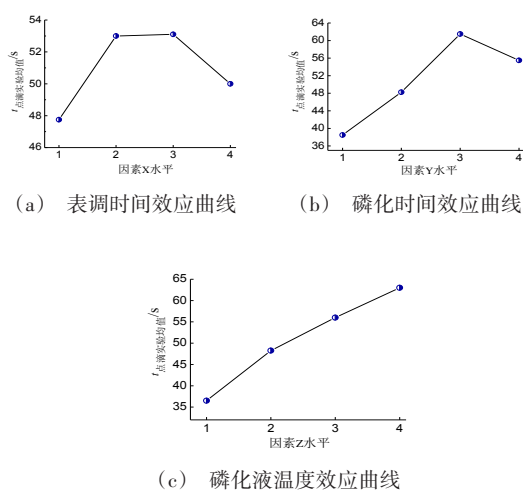 54
52
50
48
46
t点滴实验均值/s
1 2 3 4
因素X水平
(a) 表调时间效应曲线
64
60
56
52
48
44
40
36
t点滴实验均值/s
1 2 3 4
因素Y水平
(b) 磷化时间效应曲线
65
60
55
50
45
40
35
t点滴实验均值/s
1 2 3 4
因素Z水平
(c) 磷化液温度效应曲线